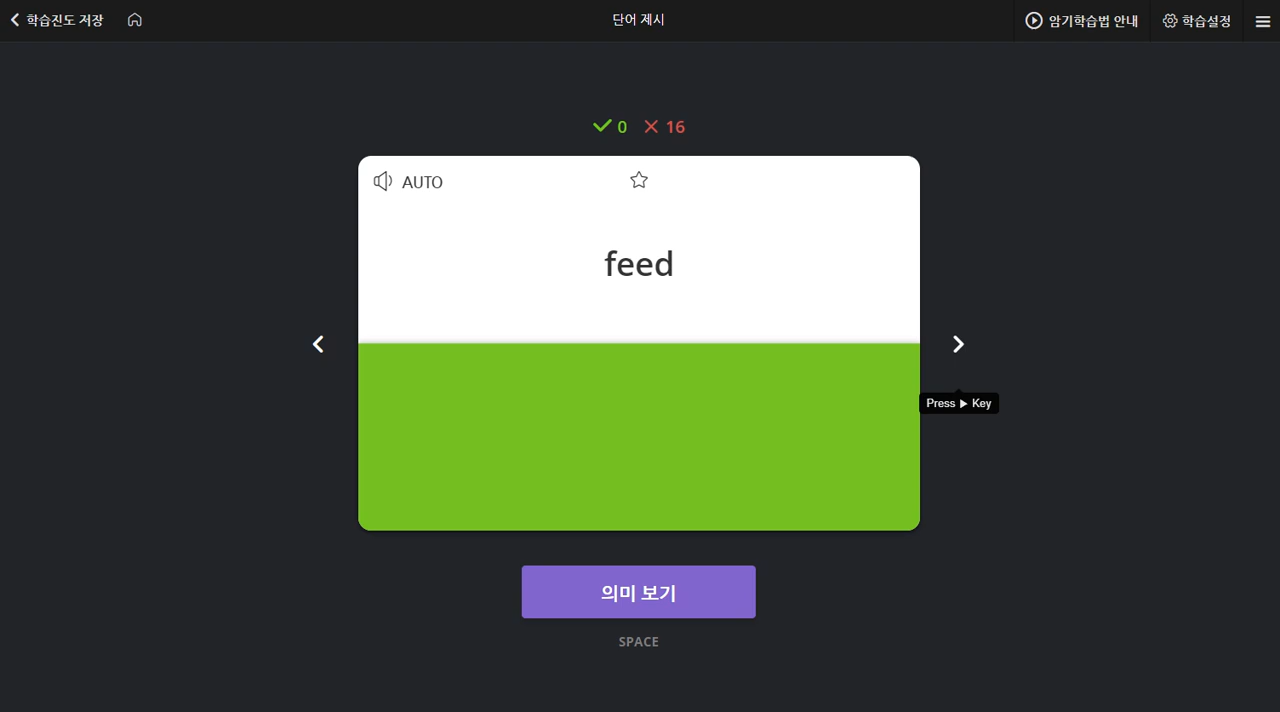 학습진도 저장
단어 제시
암기학습법 안내
학습설정
0
16
AUTO
feed
Press ▶ Key
의미 보기
SPACE